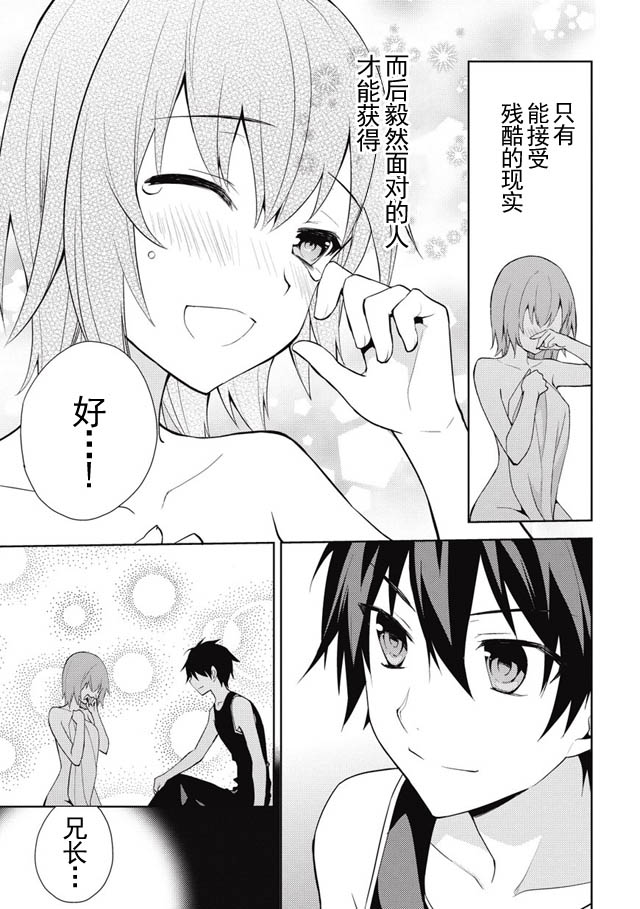 只有
能接受
残酷的现实
而后毅然面对的人
才能获得
好…!
兄长…